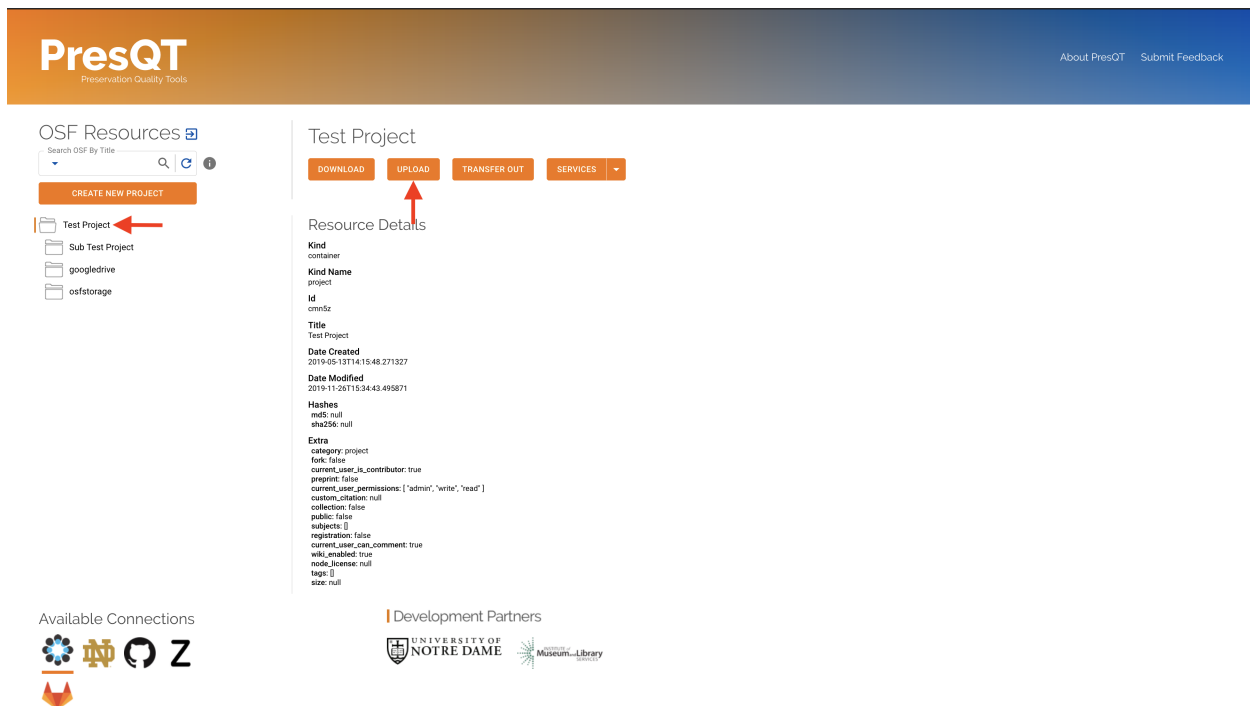 PresQT
Preservation Quality Tools
About PresQT Submit Feedback
OSF Resources
Search OSF By Title
CREATE NEW PROJECT
Test Project
Sub Test Project
googledrive
osfstorage
Test Project
DOWNLOAD UPLOAD TRANSFER OUT SERVICES
Resource Details
Kind
container
Kind Name
project
Id
cmn5z
Title
Test Project
Date Created
2019-05-13T14:15:48.271327
Date Modified
2019-11-26T15:34:43.495871
Hashes
md5: null
sha256: null
Extra
category: project
fork: false
current_user_is_contributor: true
preprint: false
current_user_permissions: [ "admin", "write", "read" ]
custom_citation: null
collection: false
public: false
subjects: []
registration: false
current_user_can_comment: true
wiki_enabled: true
node_license: null
tags: []
size: null
Available Connections
Z
Development Partners
UNIVERSITY OF
NOTRE DAME
INSTITUTE of
Museum and Library
SERVICES